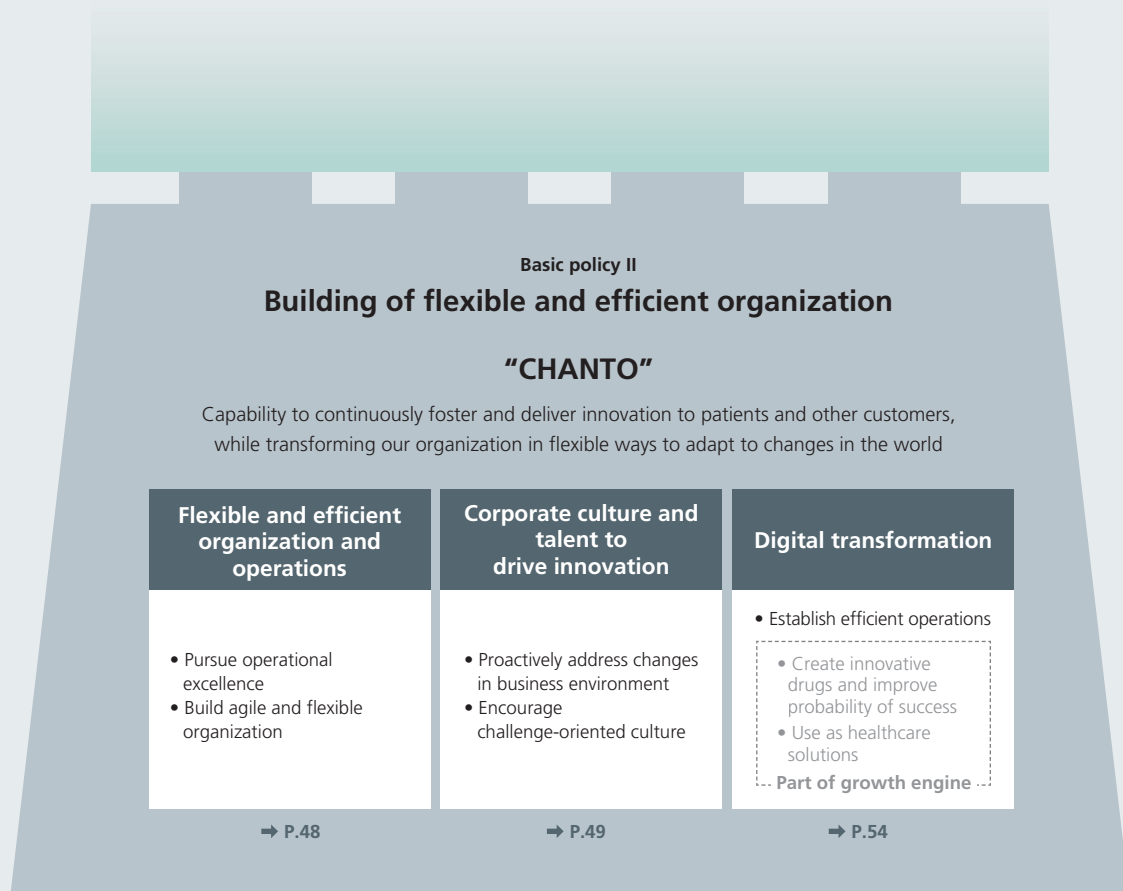 Basic policy II
Building of flexible and efficient organization
“CHANTO”
Capability to continuously foster and deliver innovation to patients and other customers,
while transforming our organization in flexible ways to adapt to changes in the world
Flexible and efficient
organization and
operations
• Pursue operational
excellence
• Build agile and flexible
organization
➡ P.48
Corporate culture and
talent to
drive innovation
• Proactively address changes
in business environment
• Encourage
challenge-oriented culture
➡ P.49
Digital transformation
• Establish efficient operations
• Create innovative
drugs and improve
probability of success
• Use as healthcare
solutions
Part of growth engine
➡ P.54